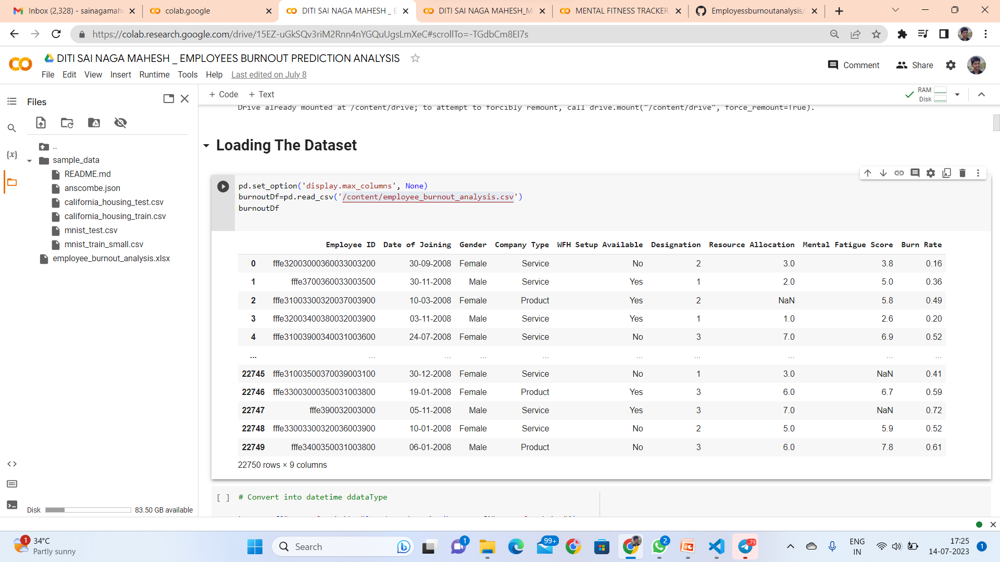 Inbox (2,328) - sainagamah
colab.google
DITI SAI NAGA MAHESH _ E
DITI SAI NAGA MAHESH_M
MENTAL FITNESS TRACKER
Employessburnoutanalysis/
https://colab.research.google.com/drive/15EZ-uGkSQv3riM2Rnn4nYGQuUgsLmXeC#scrollTo=-TGdbCm8EI7s
DITI SAI NAGA MAHESH _ EMPLOYEES BURNOUT PREDICTION ANALYSIS
File Edit View Insert Runtime Tools Help Last edited on July 8
Comment
Share
Files
+ Code + Text
RAM
Disk
Drive already mounted at /content/drive; to attempt to forcibly remount, call drive.mount("/content/drive", force_remount=True).
..
sample_data
README.md
anscombe.json
california_housing_test.csv
california_housing_train.csv
mnist_test.csv
mnist_train_small.csv
employee_burnout_analysis.xlsx
{x}
Disk 83.50 GB available
Loading The Dataset
pd.set_option('display.max_columns', None)
burnoutDf=pd.read_csv('/content/employee_burnout_analysis.csv')
burnoutDf
Employee ID Date of Joining Gender Company Type WFH Setup Available Designation Resource Allocation Mental Fatigue Score Burn Rate
0 fffe32003000360033003200 30-09-2008 Female Service No 2 3.0 3.8 0.16
1 fffe3700360033003500 30-11-2008 Male Service Yes 1 2.0 5.0 0.36
2 fffe31003300320037003900 10-03-2008 Female Product Yes 2 NaN 5.8 0.49
3 fffe32003400380032003900 03-11-2008 Male Service Yes 1 1.0 2.6 0.20
4 fffe31003900340031003600 24-07-2008 Female Service No 3 7.0 6.9 0.52
... ... ... ... ... ... ... ... ... ...
22745 fffe31003500370039003100 30-12-2008 Female Service No 1 3.0 NaN 0.41
22746 fffe33003000350031003800 19-01-2008 Female Product Yes 3 6.0 6.7 0.59
22747 fffe390032003000 05-11-2008 Male Service Yes 3 7.0 NaN 0.72
22748 fffe33003300320036003900 10-01-2008 Female Service No 2 5.0 5.9 0.52
22749 fffe3400350031003800 06-01-2008 Male Product No 3 6.0 7.8 0.61
22750 rows × 9 columns
[ ] # Convert into datetime ddataType
1
34°C
Partly sunny
Search
1
99+
2
79
ENG
IN
17:25
14-07-2023
1